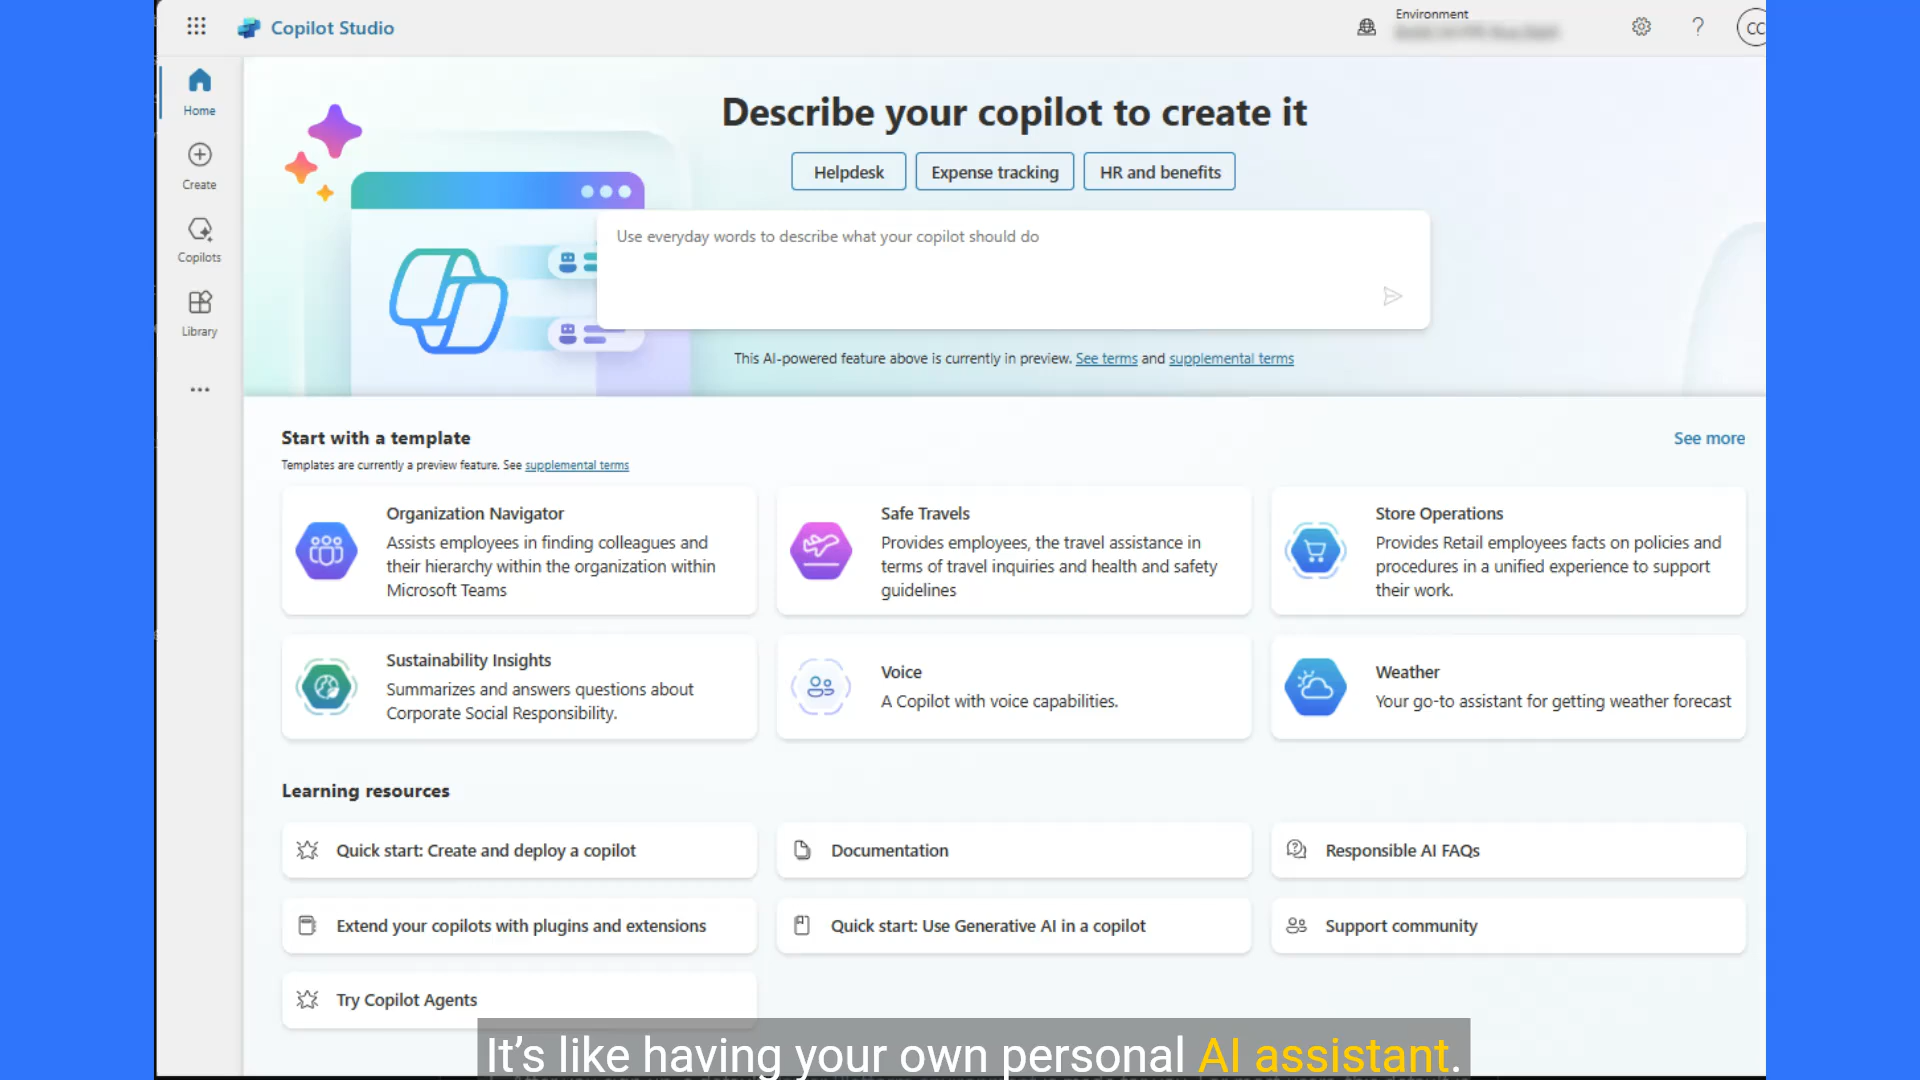 Copilot Studio
Environment
CC
Home
Create
Copilots
Library
Describe your copilot to create it
Helpdesk
Expense tracking
HR and benefits
Use everyday words to describe what your copilot should do
This AI-powered feature above is currently in preview. See terms and supplemental terms
Start with a template
See more
Templates are currently a preview feature. See supplemental terms
Organization Navigator
Assists employees in finding colleagues and
their hierarchy within the organization within
Microsoft Teams
Safe Travels
Provides employees, the travel assistance in
terms of travel inquiries and health and safety
guidelines
Store Operations
Provides Retail employees facts on policies and
procedures in a unified experience to support
their work.
Sustainability Insights
Summarizes and answers questions about
Corporate Social Responsibility.
Voice
A Copilot with voice capabilities.
Weather
Your go-to assistant for getting weather forecast
Learning resources
Quick start: Create and deploy a copilot
Documentation
Responsible AI FAQs
Extend your copilots with plugins and extensions
Quick start: Use Generative AI in a copilot
Support community
Try Copilot Agents
It’s like having your own personal AI assistant.